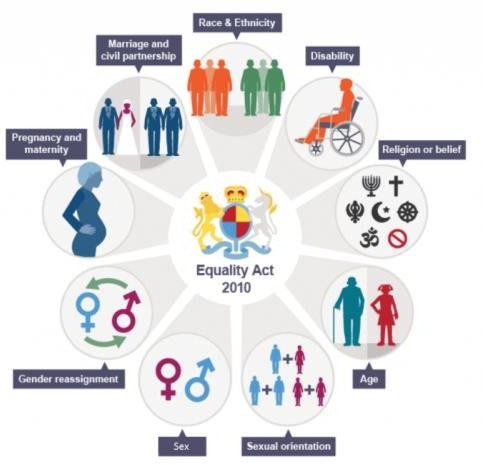 Race & Ethnicity
Marriage and
civil partnership
Disability
Pregnancy and
maternity
Religion or belief
Equality Act
2010
Gender reassignment
Age
Sex
Sexual orientation